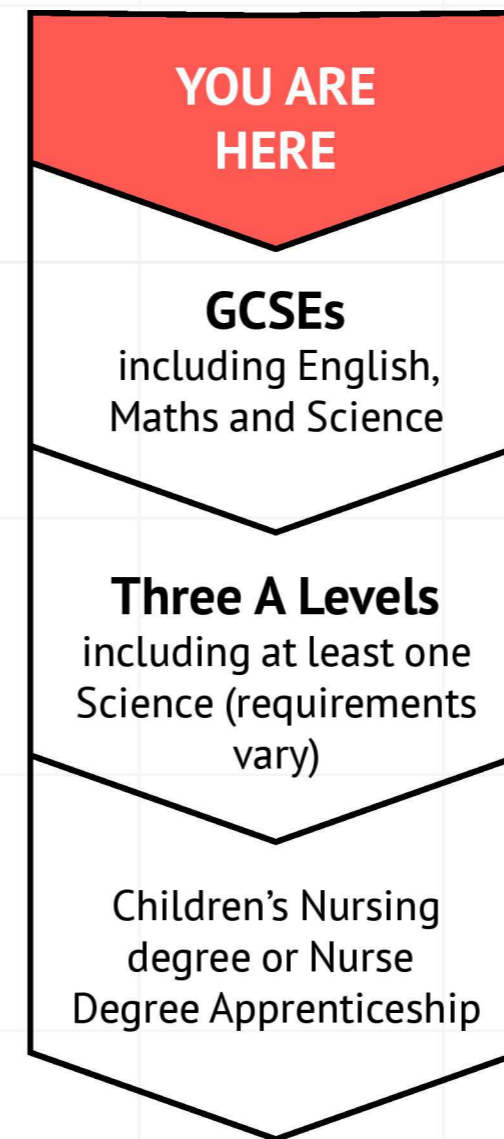 YOU ARE
HERE
GCSEs
including English,
Maths and Science
Three A Levels
including at least one
Science (requirements
vary)
Children’s Nursing
degree or Nurse
Degree Apprenticeship